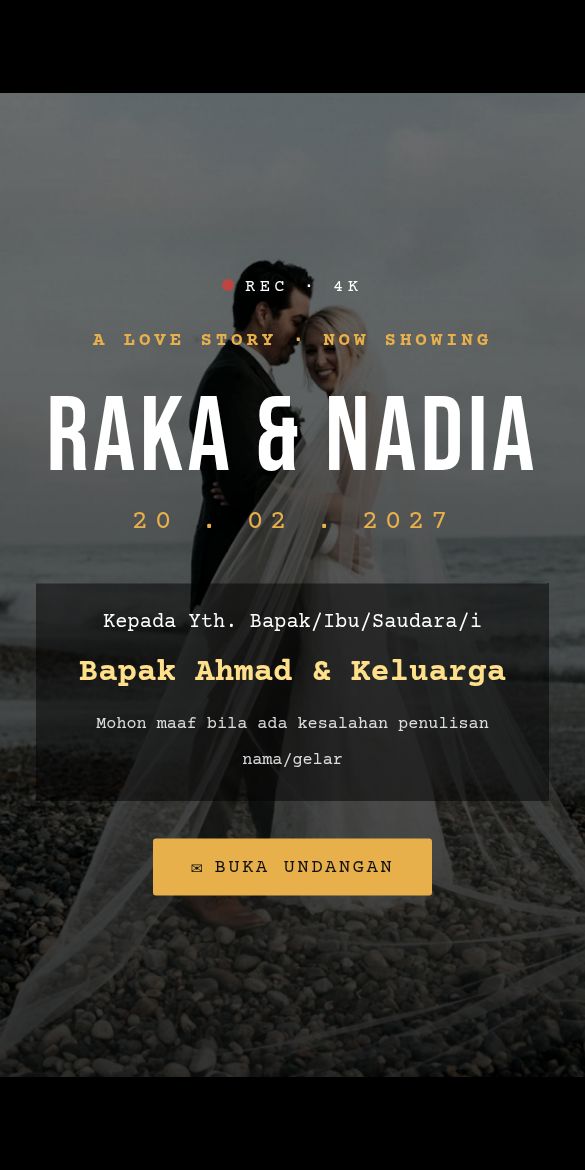 REC · 4K
A LOVE STORY · NOW SHOWING
RAKA & NADIA
20 . 02 . 2027
Kepada Yth. Bapak/Ibu/Saudara/i
Bapak Ahmad & Keluarga
Mohon maaf bila ada kesalahan penulisan
nama/gelar
✉ BUKA UNDANGAN